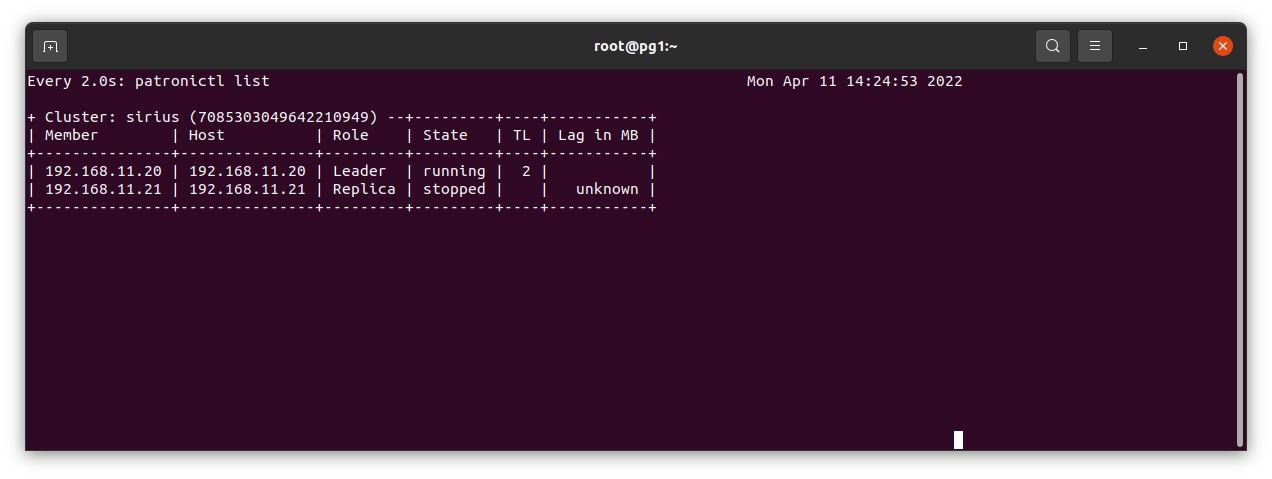 root@pg1:~
Every 2.0s: patronictl list                                                     Mon Apr 11 14:24:53 2022
+ Cluster: sirius (7085303049642210949) --+---------+----+-----------+
| Member        | Host          | Role    | State   | TL | Lag in MB |
+---------------+---------------+---------+---------+----+-----------+
| 192.168.11.20 | 192.168.11.20 | Leader  | running |  2 |           |
| 192.168.11.21 | 192.168.11.21 | Replica | stopped |    |   unknown |
+---------------+---------------+---------+---------+----+-----------+